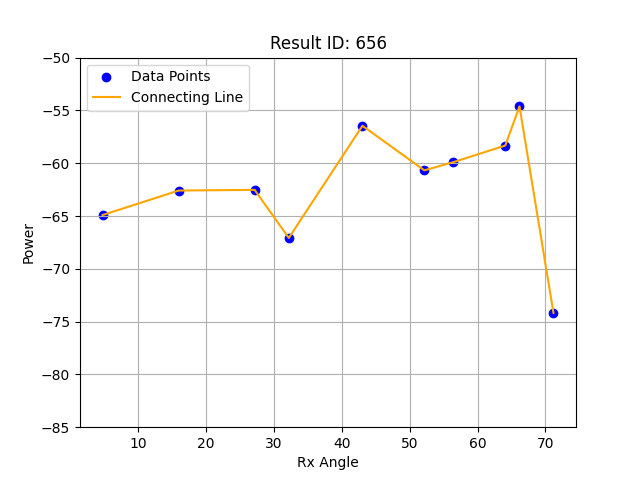 Result ID: 656
Data Points
Connecting Line
−50
−55
−60
−65
−70
−75
−80
−85
Power
10 20 30 40 50 60 70
Rx Angle